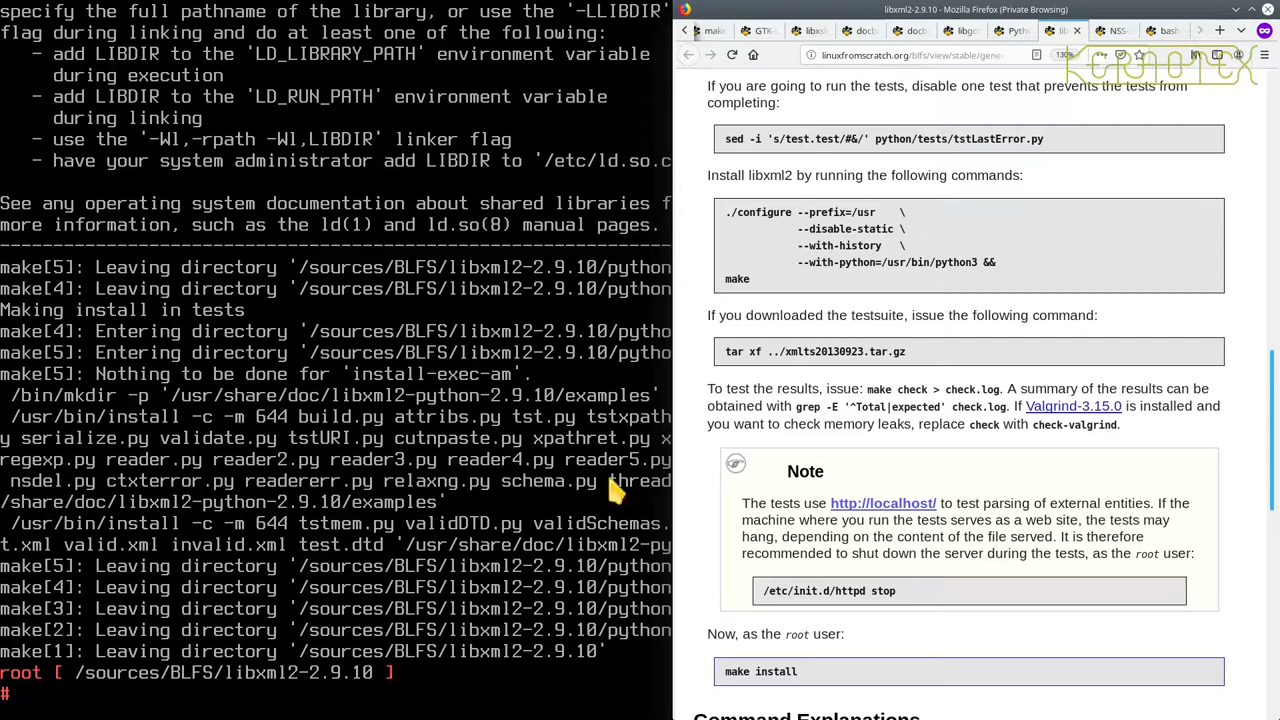 specify the full pathname of the library, or use the '-LLIBDIR'
flag during linking and do at least one of the following:
- add LIBDIR to the 'LD_LIBRARY_PATH' environment variable
during execution
- add LIBDIR to the 'LD_RUN_PATH' environment variable
during linking
- use the '-Wl,-rpath -Wl,LIBDIR' linker flag
- have your system administrator add LIBDIR to '/etc/ld.so.c
See any operating system documentation about shared libraries f
more information, such as the ld(1) and ld.so(8) manual pages.
----------------------------------------------------------------
make[5]: Leaving directory '/sources/BLFS/libxml2-2.9.10/python
make[4]: Leaving directory '/sources/BLFS/libxml2-2.9.10/python
Making install in tests
make[4]: Entering directory '/sources/BLFS/libxml2-2.9.10/pytho
make[5]: Entering directory '/sources/BLFS/libxml2-2.9.10/pytho
make[5]: Nothing to be done for 'install-exec-am'.
/bin/mkdir -p '/usr/share/doc/libxml2-python-2.9.10/examples'
/usr/bin/install -c -m 644 build.py attribs.py tst.py tstxpath
y serialize.py validate.py tstURI.py cutnpaste.py xpathret.py x
regexp.py reader.py reader2.py reader3.py reader4.py reader5.py
nsdel.py ctxterror.py readererr.py relaxng.py schema.py thread
/share/doc/libxml2-python-2.9.10/examples'
/usr/bin/install -c -m 644 tstmem.py validDTD.py validSchemas.
t.xml valid.xml invalid.xml test.dtd '/usr/share/doc/libxml2-py
make[5]: Leaving directory '/sources/BLFS/libxml2-2.9.10/python
make[4]: Leaving directory '/sources/BLFS/libxml2-2.9.10/python
make[3]: Leaving directory '/sources/BLFS/libxml2-2.9.10/python
make[2]: Leaving directory '/sources/BLFS/libxml2-2.9.10/python
make[1]: Leaving directory '/sources/BLFS/libxml2-2.9.10'
root [ /sources/BLFS/libxml2-2.9.10 ]
#
libxml2-2.9.10 - Mozilla Firefox (Private Browsing)
make GTK- libxsl docb docb libgc Pyth lib NSS- bash
linuxfromscratch.org/blfs/view/stable/gene 130%
KERNOTEX
If you are going to run the tests, disable one test that prevents the tests from
completing:
sed -i 's/test.test/#&/' python/tests/tstLastError.py
Install libxml2 by running the following commands:
./configure --prefix=/usr \
--disable-static \
--with-history \
--with-python=/usr/bin/python3 &&
make
If you downloaded the testsuite, issue the following command:
tar xf ../xmlts20130923.tar.gz
To test the results, issue: make check > check.log. A summary of the results can be
obtained with grep -E '^Total|expected' check.log. If Valgrind-3.15.0 is installed and
you want to check memory leaks, replace check with check-valgrind.
Note
The tests use http://localhost/ to test parsing of external entities. If the
machine where you run the tests serves as a web site, the tests may
hang, depending on the content of the file served. It is therefore
recommended to shut down the server during the tests, as the root user:
/etc/init.d/httpd stop
Now, as the root user:
make install
Command Explanations